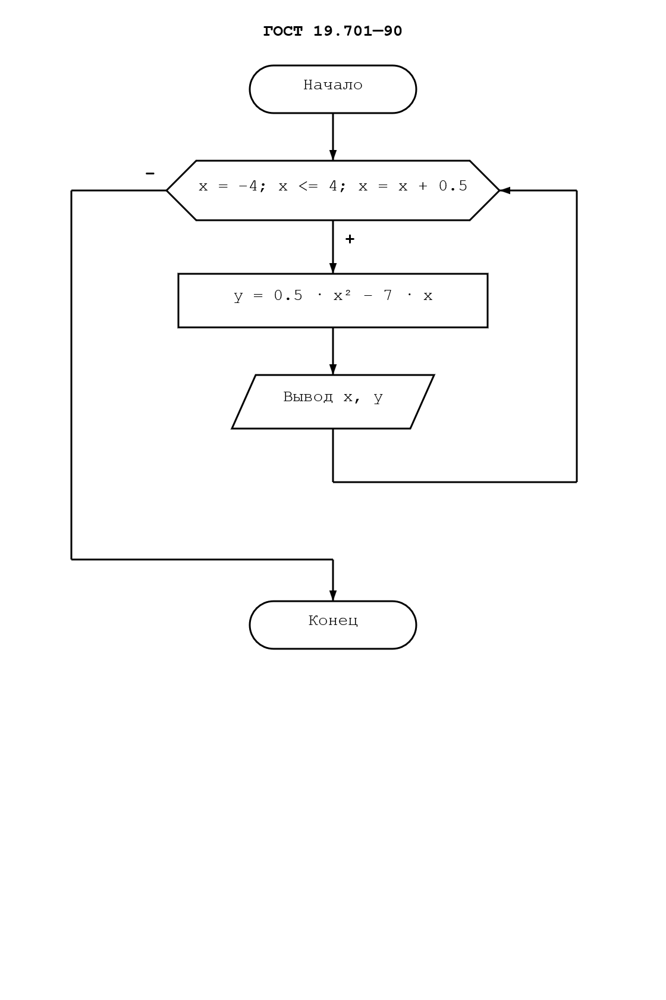 ГОСТ 19.701—90
Начало
x = −4; x <= 4; x = x + 0.5
−
+
y = 0.5 · x² − 7 · x
Вывод x, y
Конец